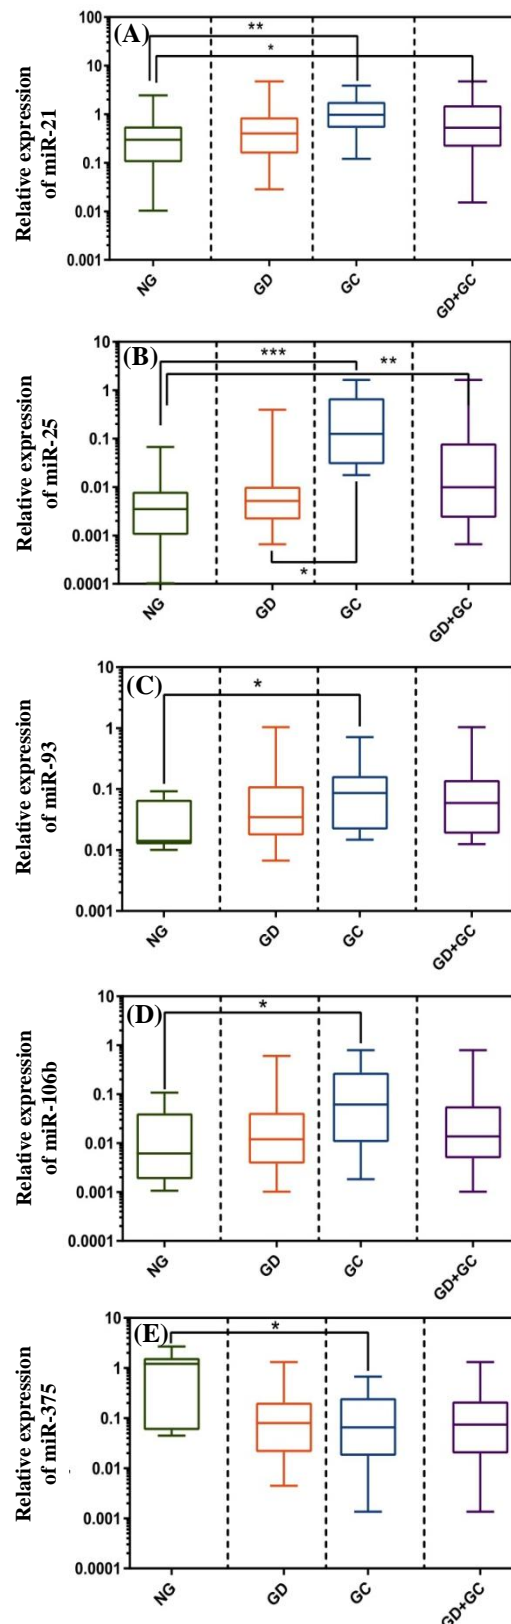 (A)
Relative expression
of miR-21
100
10
1
0.1
0.01
0.001
**
*
NG
GD
GC
GD+GC
(B)
Relative expression
of miR-25
10
1
0.1
0.01
0.001
0.0001
***
**
*
NG
GD
GC
GD+GC
(C)
Relative expression
of miR-93
10
1
0.1
0.01
0.001
*
NG
GD
GC
GD+GC
(D)
Relative expression
of miR-106b
10
1
0.1
0.01
0.001
0.0001
*
NG
GD
GC
GD+GC
(E)
Relative expression
of miR-375
10
1
0.1
0.01
0.001
0.0001
*
NG
GD
GC
GD+GC